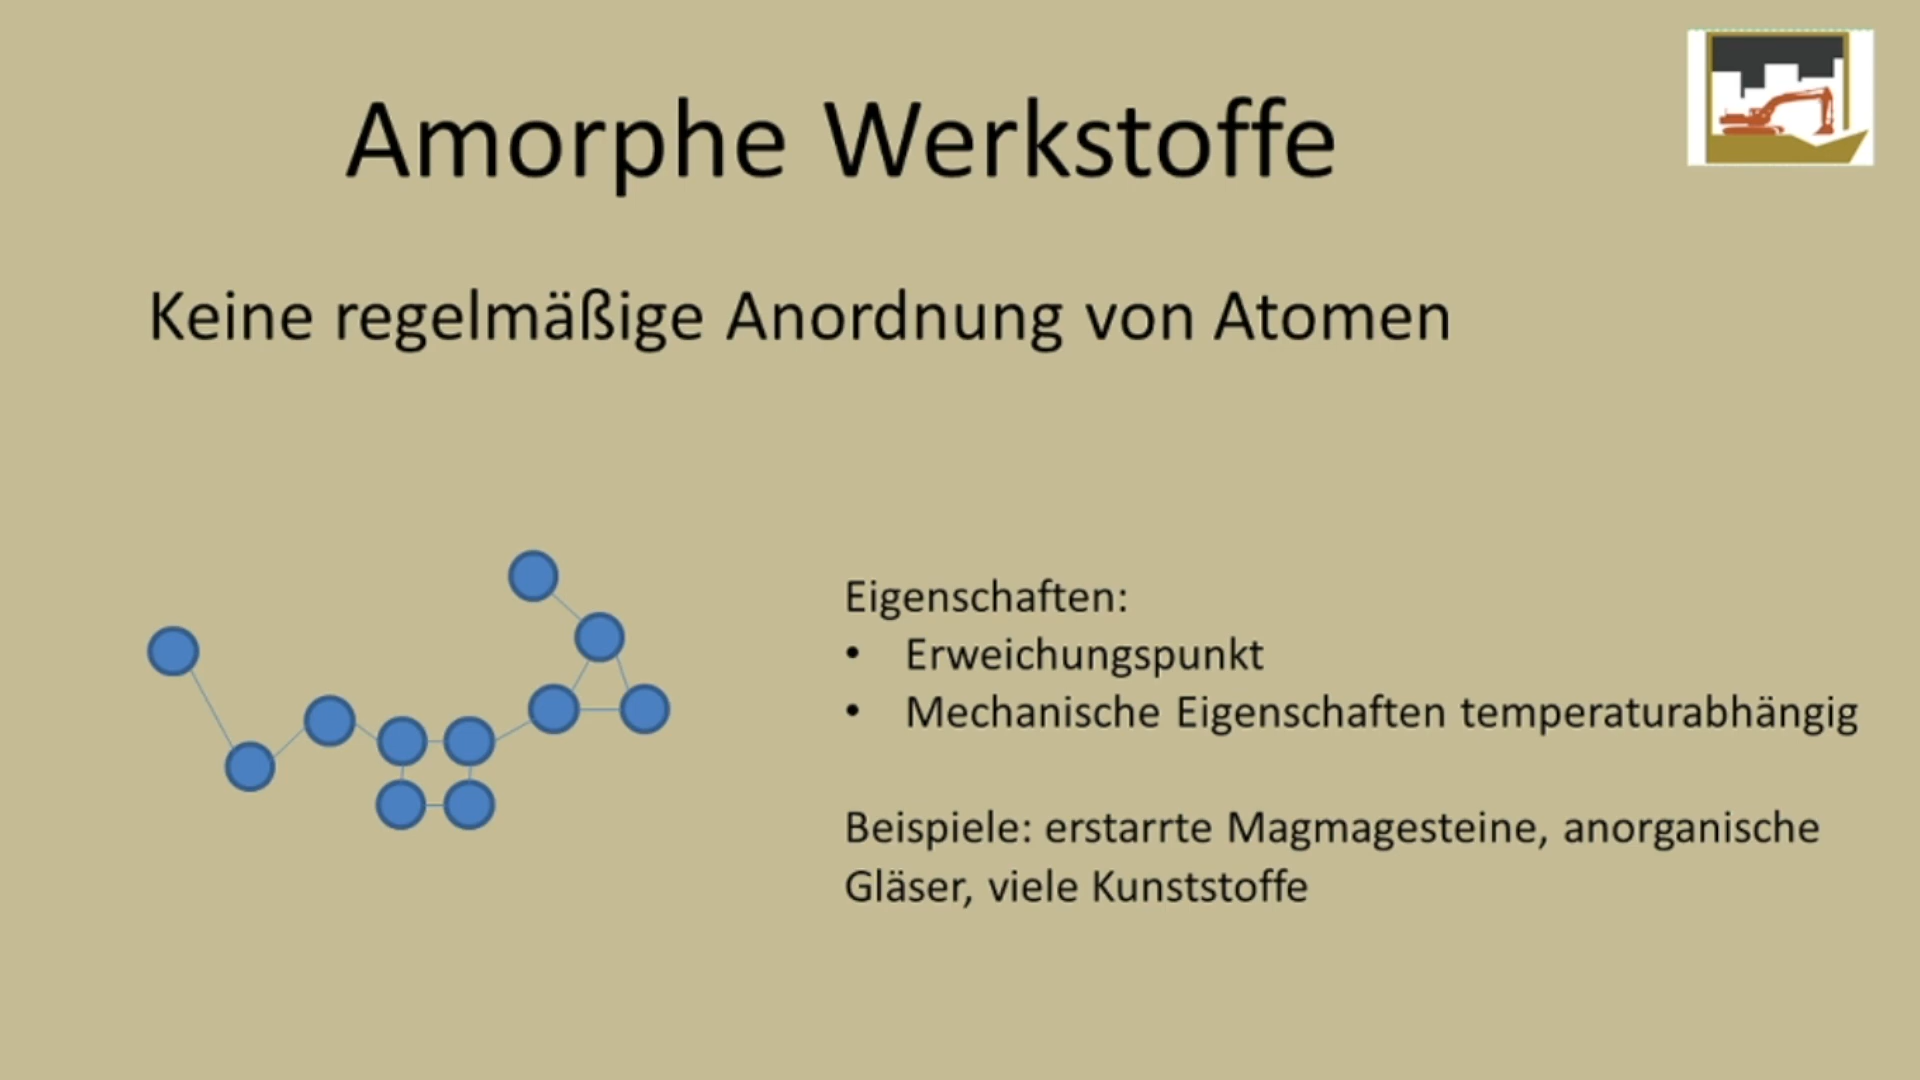 Amorphe Werkstoffe
Keine regelmäßige Anordnung von Atomen
Eigenschaften:
• Erweichungspunkt
• Mechanische Eigenschaften temperaturabhängig
Beispiele: erstarrte Magmagesteine, anorganische
Gläser, viele Kunststoffe